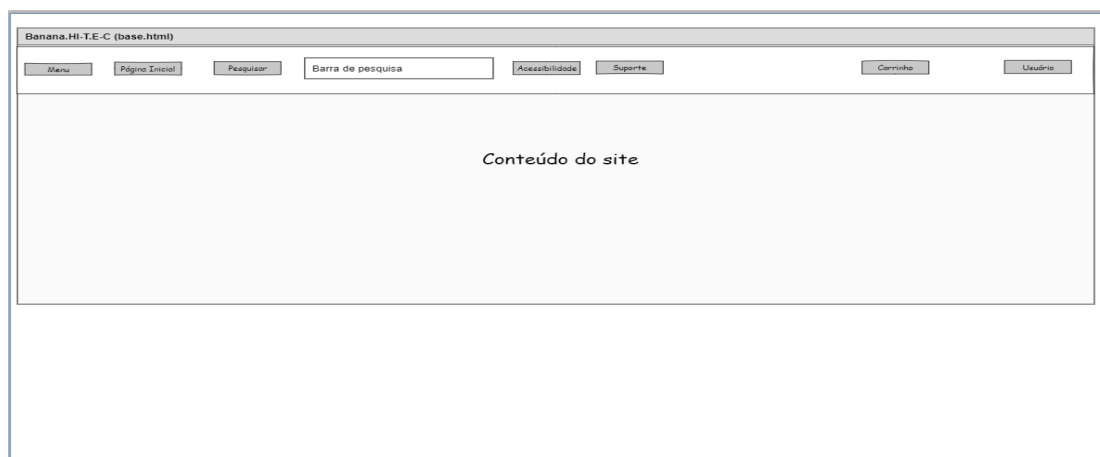 Banana.HI-T.E-C (base.html)
Menu
Página Inicial
Pesquisar
Barra de pesquisa
Acessibilidade
Suporte
Carrinho
Usuário
Conteúdo do site